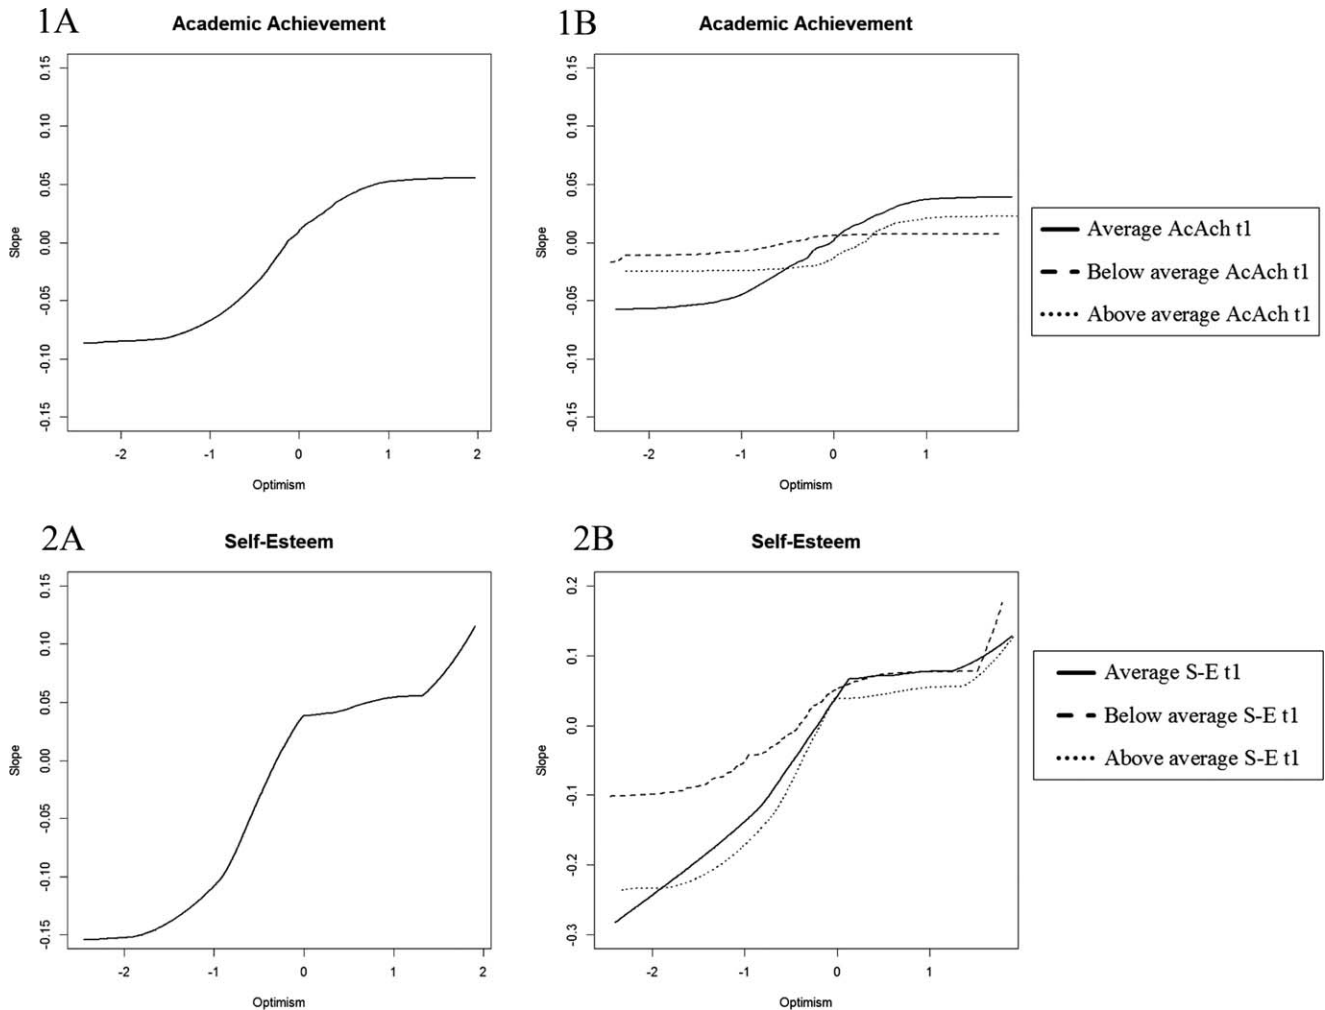 1A
Academic Achievement
0.15
0.10
0.05
0.00
-0.05
-0.10
-0.15
Slope
-2 -1 0 1 2
Optimism
1B
Academic Achievement
0.15
0.10
0.05
0.00
-0.05
-0.10
-0.15
Slope
-2 -1 0 1
Optimism
Average AcAch t1
Below average AcAch t1
Above average AcAch t1
2A
Self-Esteem
0.15
0.10
0.05
0.00
-0.05
-0.10
-0.15
Slope
-2 -1 0 1 2
Optimism
2B
Self-Esteem
0.2
0.1
0.0
-0.1
-0.2
-0.3
Slope
-2 -1 0 1
Optimism
Average S-E t1
Below average S-E t1
Above average S-E t1